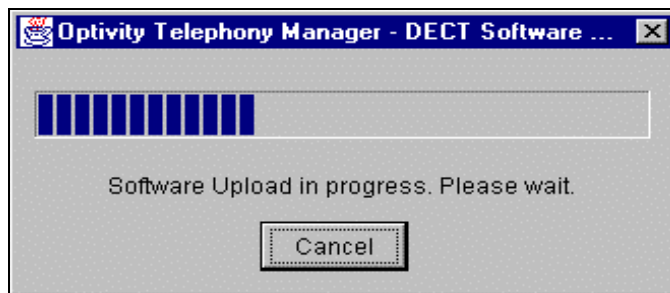 Optivity Telephony Manager - DECT Software ...
Software Upload in progress. Please wait.
Cancel